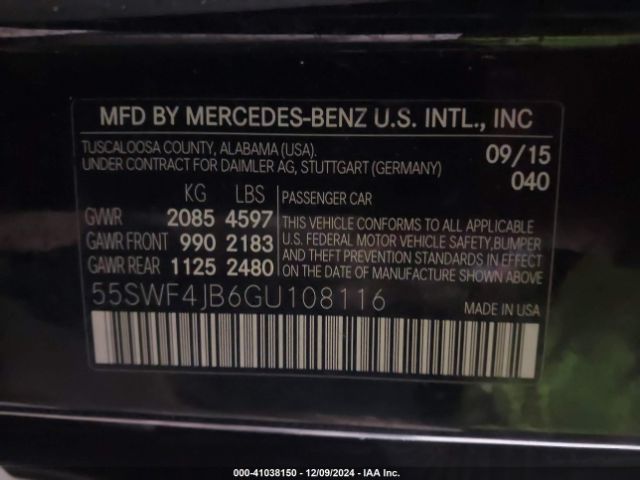 MFD BY MERCEDES-BENZ U.S. INTL., INC
TUSCALOOSA COUNTY, ALABAMA (USA).
UNDER CONTRACT FOR DAIMLER AG, STUTTGART (GERMANY)
09/15
040
KG LBS
GVWR 2085 4597
GAWR FRONT 990 2183
GAWR REAR 1125 2480
PASSENGER CAR
THIS VEHICLE CONFORMS TO ALL APPLICABLE
U.S. FEDERAL MOTOR VEHICLE SAFETY, BUMPER
AND THEFT PREVENTION STANDARDS IN EFFECT
ON THE DATE OF MANUFACTURE SHOWN ABOVE
55SWF4JB6GU108116
MADE IN USA
000-41038150 - 12/09/2024 - IAA Inc.